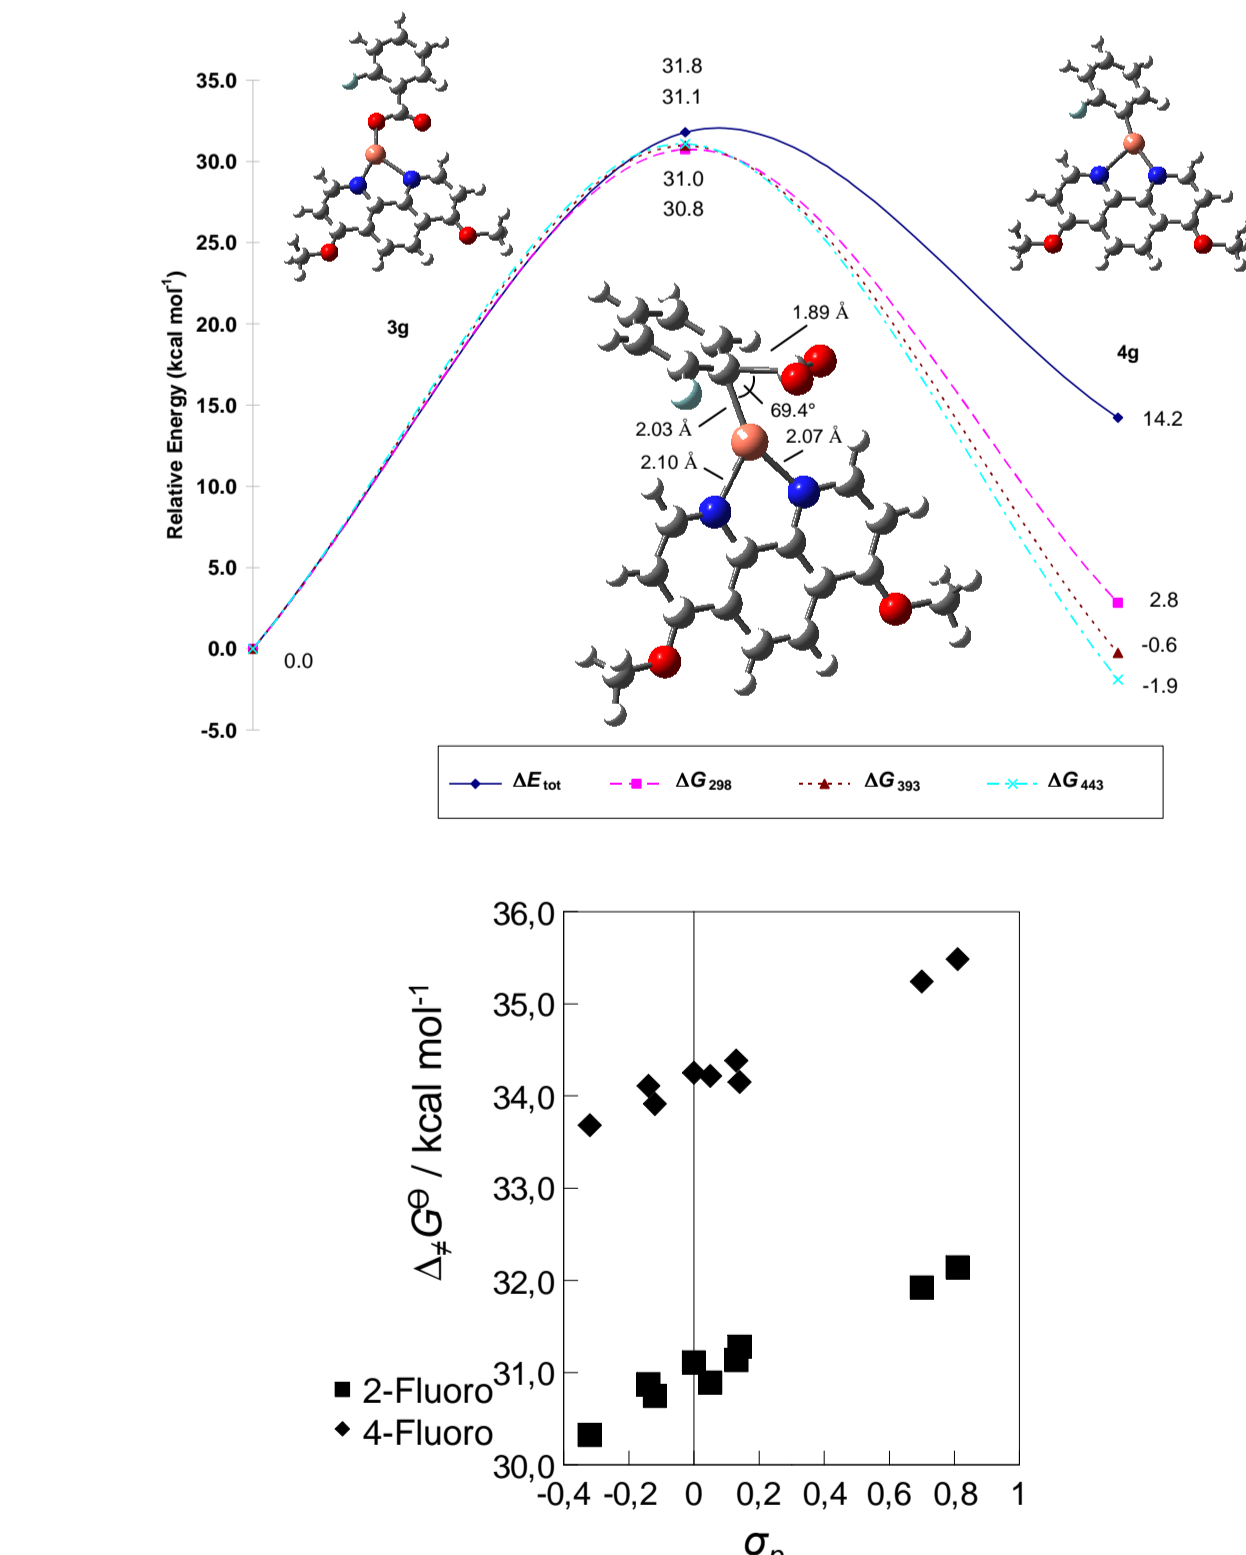 31.8
31.1
35.0
30.0
31.0
30.8
25.0
20.0
15.0
10.0
5.0
0.0
-5.0
Relative Energy (kcal mol-1)
3g
4g
1.89 Å
69.4°
2.03 Å
2.07 Å
2.10 Å
14.2
2.8
-0.6
-1.9
0.0
ΔEtot
ΔG298
ΔG393
ΔG443
36,0
35,0
34,0
33,0
32,0
31,0
30,0
Δ≠G⊖ / kcal mol-1
2-Fluoro
4-Fluoro
-0,4 -0,2 0 0,2 0,4 0,6 0,8 1
σp